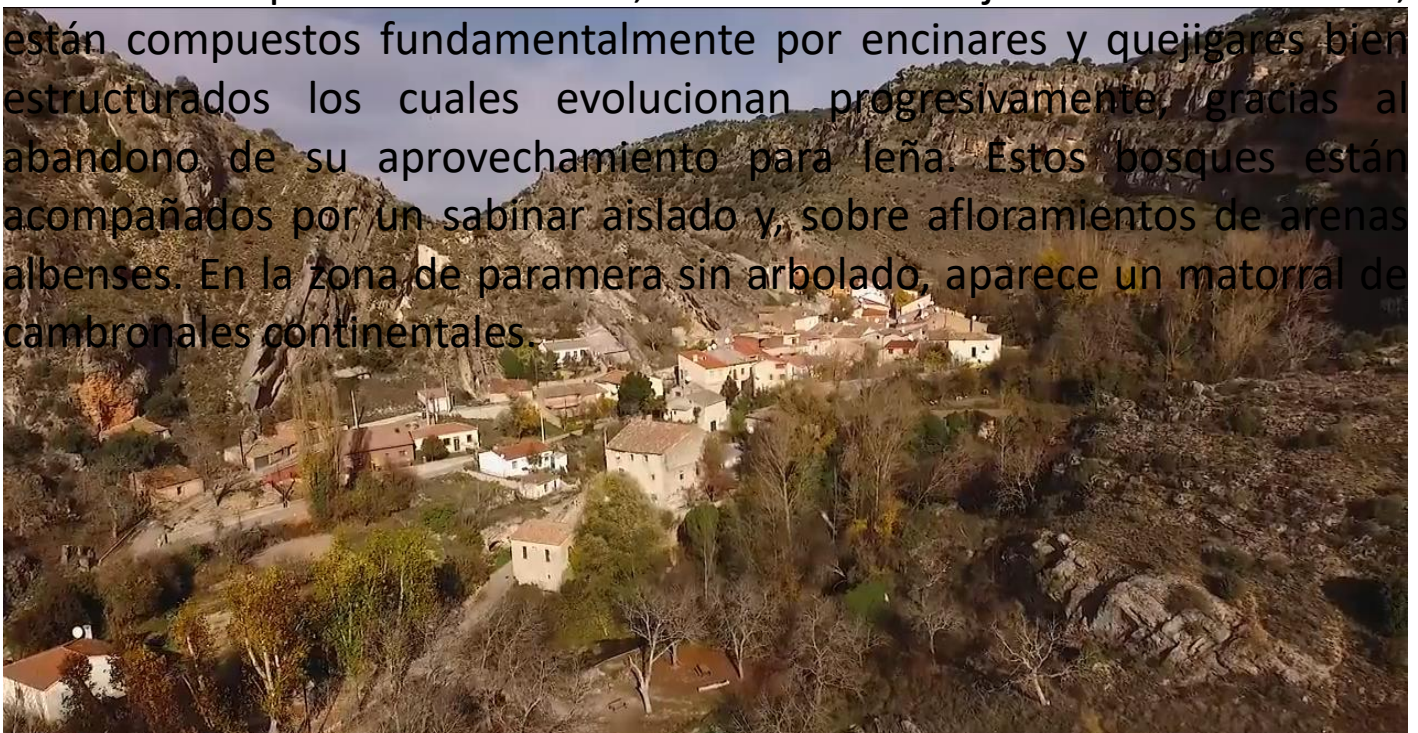 están compuestos fundamentalmente por encinares y quejigares bien
estructurados los cuales evolucionan progresivamente, gracias al
abandono de su aprovechamiento para leña. Estos bosques están
acompañados por un sabinar aislado y, sobre afloramientos de arenas
albenses. En la zona de paramera sin arbolado, aparece un matorral de
cambronales continentales.